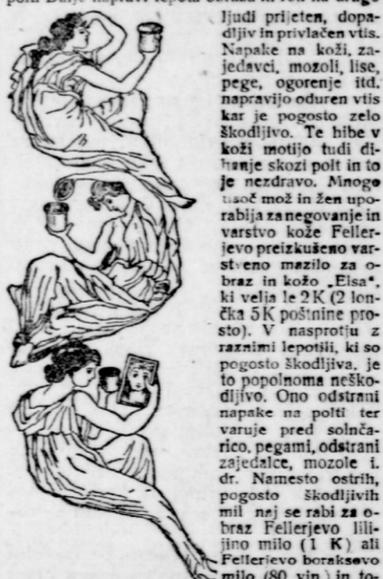 ljudi prijeten, dopa-
dljiv in privlačen vtis.
Napake na koži, za-
jedavci, mozoli, lise,
pege, ogorenje itd.
napravijo oduren vtis
kar je pogosto zelo
škodljivo. Te hibe v
koži motijo tudi di-
hanje skozi polt in to
je nezdravo. Mnogo
tisoč mož in žen upo-
rablja za negovanje in
varstvo kože Feller-
jevo preizkušeno var-
stveno mazilo za o-
braz in kožo „Elsa“,
ki velja le 2 K (2 lon-
čka 5 K poštnine pro-
sto). V nasprotju z
raznimi lepotili, ki so
pogosto škodljiva, je
to popolnoma neško-
dljivo. Ono odstrani
napake na polti ter
varuje pred solnča-
rico, pegami, odstrani
zajedalce, mozole i.
dr. Namesto ostrih,
pogosto škodljivih
mil naj se rabi za o-
braz Fellerjevo lili-
jino milo (1 K) ali
Fellerjevo boraksovo
milo (80 vin.) in to-